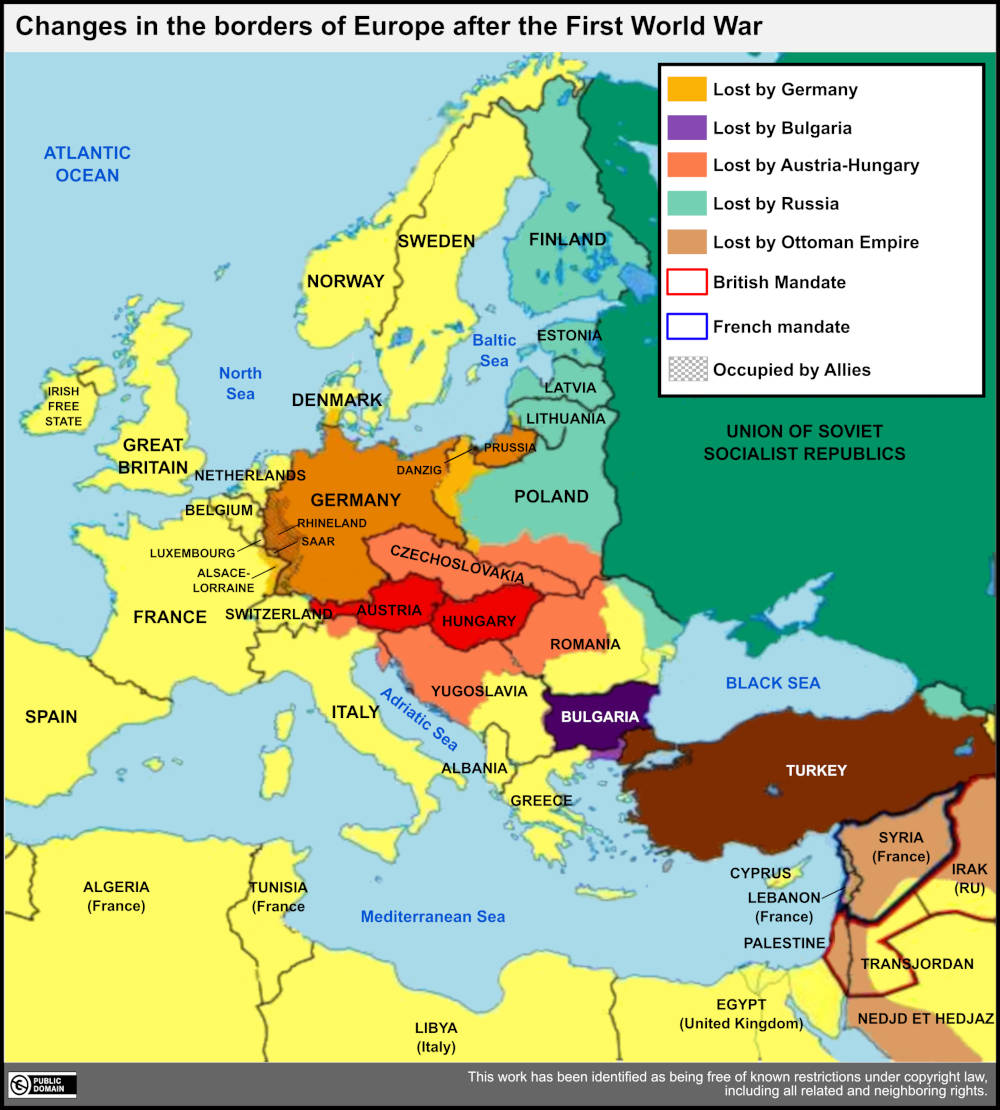 Changes in the borders of Europe after the First World War
Lost by Germany
Lost by Bulgaria
Lost by Austria-Hungary
Lost by Russia
Lost by Ottoman Empire
British Mandate
French mandate
Occupied by Allies
ATLANTIC
OCEAN
SWEDEN
FINLAND
NORWAY
ESTONIA
Baltic
Sea
North
Sea
LATVIA
IRISH
FREE
STATE
DENMARK
LITHUANIA
UNION OF SOVIET
SOCIALIST REPUBLICS
GREAT
BRITAIN
PRUSSIA
DANZIG
NETHERLANDS
GERMANY
POLAND
BELGIUM
RHINELAND
SAAR
LUXEMBOURG
CZECHOSLOVAKIA
ALSACE-
LORRAINE
FRANCE
SWITZERLAND
AUSTRIA
HUNGARY
ROMANIA
BLACK SEA
YUGOSLAVIA
SPAIN
ITALY
Adriatic Sea
BULGARIA
ALBANIA
TURKEY
GREECE
SYRIA
(France)
IRAK
(RU)
CYPRUS
ALGERIA
(France)
TUNISIA
(France
LEBANON
(France)
Mediterranean Sea
PALESTINE
TRANSJORDAN
EGYPT
(United Kingdom)
NEDJD ET HEDJAZ
LIBYA
(Italy)
PUBLIC
DOMAIN
This work has been identified as being free of known restrictions under copyright law,
including all related and neighboring rights.